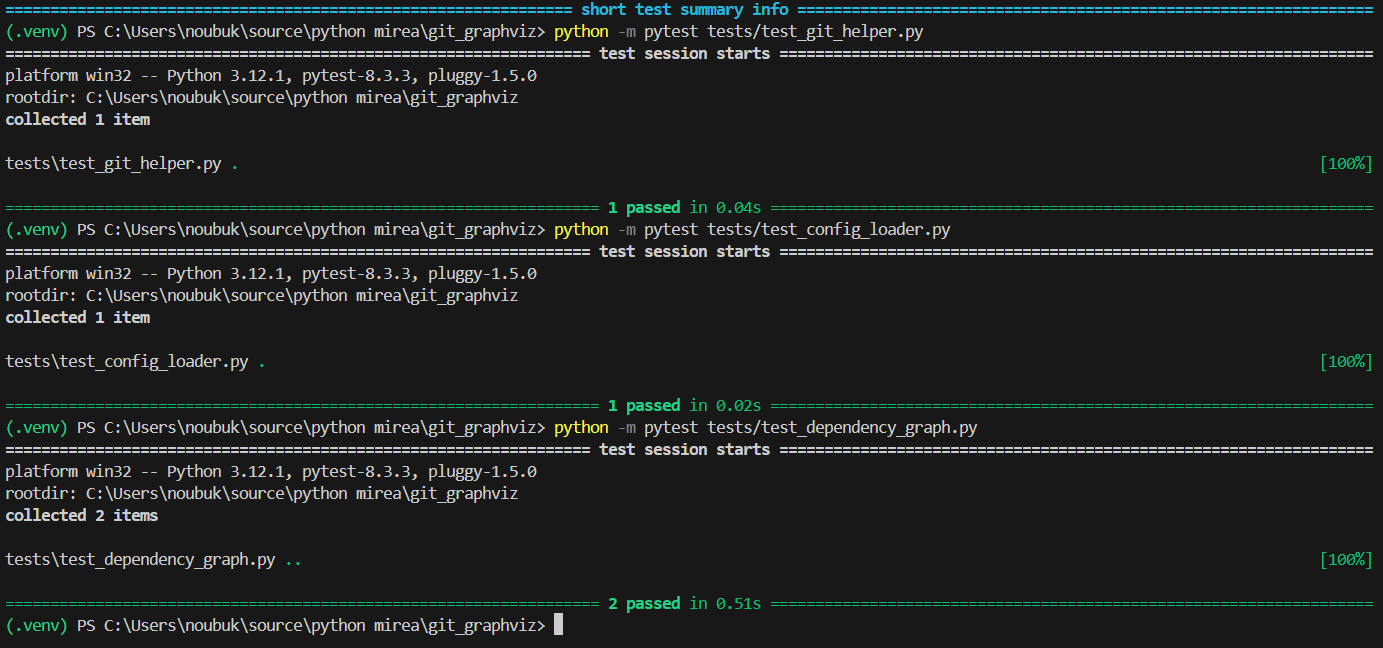 =============================================================== short test summary info ================================================================
(.venv) PS C:\Users\noubuk\source\python mirea\git_graphviz> python -m pytest tests/test_git_helper.py
================================================================= test session starts ==================================================================
platform win32 -- Python 3.12.1, pytest-8.3.3, pluggy-1.5.0
rootdir: C:\Users\noubuk\source\python mirea\git_graphviz
collected 1 item
tests\test_git_helper.py . [100%]
================================================================== 1 passed in 0.04s ===================================================================
(.venv) PS C:\Users\noubuk\source\python mirea\git_graphviz> python -m pytest tests/test_config_loader.py
================================================================= test session starts ==================================================================
platform win32 -- Python 3.12.1, pytest-8.3.3, pluggy-1.5.0
rootdir: C:\Users\noubuk\source\python mirea\git_graphviz
collected 1 item
tests\test_config_loader.py . [100%]
================================================================== 1 passed in 0.02s ===================================================================
(.venv) PS C:\Users\noubuk\source\python mirea\git_graphviz> python -m pytest tests/test_dependency_graph.py
================================================================= test session starts ==================================================================
platform win32 -- Python 3.12.1, pytest-8.3.3, pluggy-1.5.0
rootdir: C:\Users\noubuk\source\python mirea\git_graphviz
collected 2 items
tests\test_dependency_graph.py .. [100%]
================================================================== 2 passed in 0.51s ===================================================================
(.venv) PS C:\Users\noubuk\source\python mirea\git_graphviz>